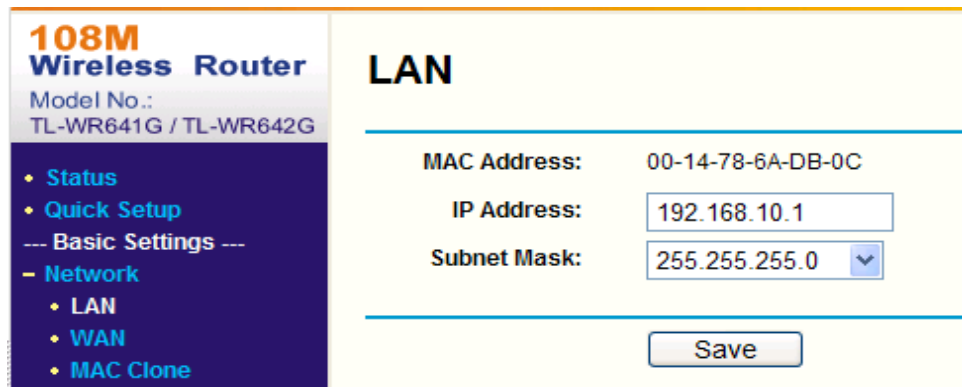 108M
Wireless Router
Model No.:
TL-WR641G / TL-WR642G
• Status
• Quick Setup
--- Basic Settings ---
– Network
• LAN
• WAN
• MAC Clone
LAN
MAC Address: 00-14-78-6A-DB-0C
IP Address: 192.168.10.1
Subnet Mask: 255.255.255.0
Save